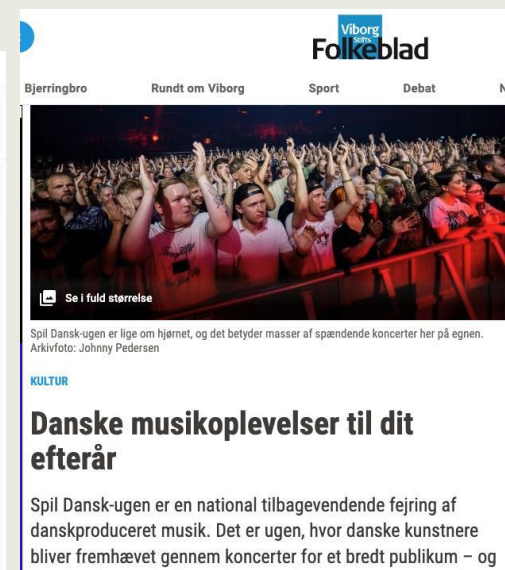 Viborg
Stifts
Folkeblad
Bjerringbro Rundt om Viborg Sport Debat N
Se i fuld størrelse
Spil Dansk-ugen er lige om hjørnet, og det betyder masser af spændende koncerter her på egnen.
Arkivfoto: Johnny Pedersen
KULTUR
Danske musikoplevelser til dit
efterår
Spil Dansk-ugen er en national tilbagevendende fejring af
danskproduceret musik. Det er ugen, hvor danske kunstnere
bliver fremhævet gennem koncerter for et bredt publikum – og